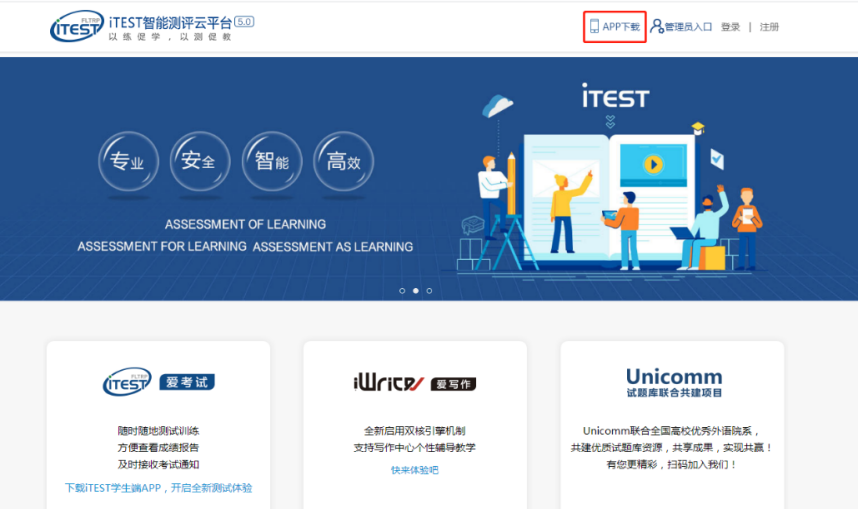 FLTRP
iTEST iTEST智能测评云平台 5.0
以练促学，以测促教
APP下载 管理员入口 登录 | 注册
iTEST
专业 安全 智能 高效
ASSESSMENT OF LEARNING
ASSESSMENT FOR LEARNING ASSESSMENT AS LEARNING
FLTRP
iTEST 爱考试
随时随地测试训练
方便查看成绩报告
及时接收考试通知
下载iTEST学生端APP，开启全新测试体验
iWrite 爱写作
全新启用双核引擎机制
支持写作中心个性辅导教学
快来体验吧
Unicomm
试题库联合共建项目
Unicomm联合全国高校优秀外语院系，
共建优质试题库资源，共享成果，实现共赢！
有您更精彩，扫码加入我们！